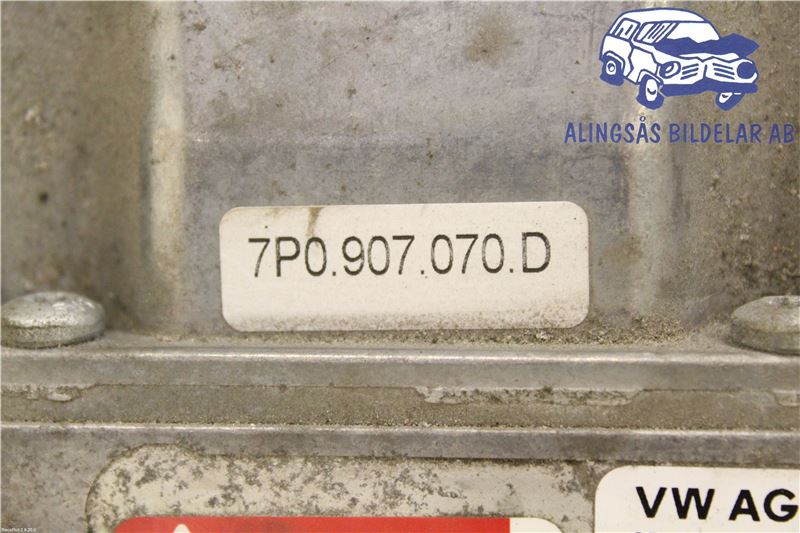 ALINGSÅS BILDELAR AB
7P0.907.070.D
VW AG